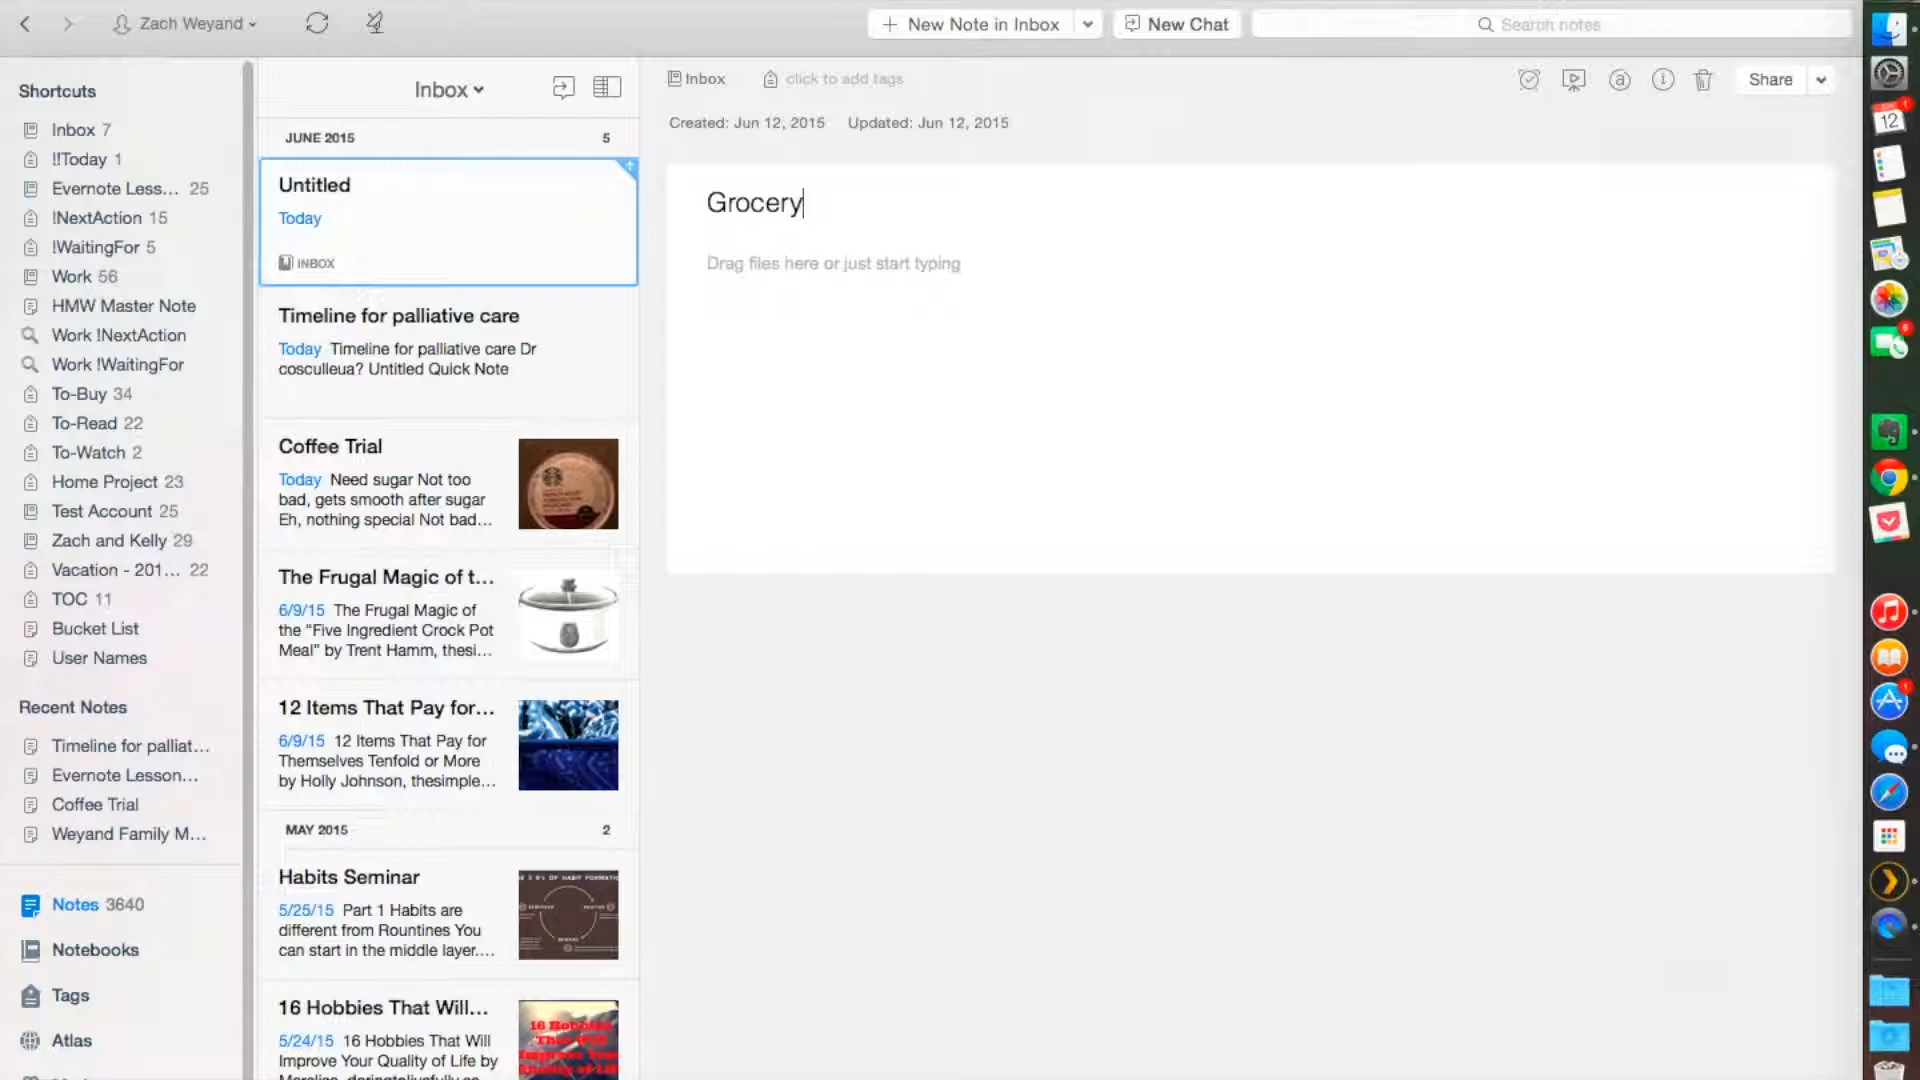 Zach Weyand
New Note in Inbox
New Chat
Search notes
Shortcuts
Inbox 7
!!Today 1
Evernote Less... 25
!NextAction 15
!WaitingFor 5
Work 56
HMW Master Note
Work !NextAction
Work !WaitingFor
To-Buy 34
To-Read 22
To-Watch 2
Home Project 23
Test Account 25
Zach and Kelly 29
Vacation - 201... 22
TOC 11
Bucket List
User Names
Recent Notes
Timeline for palliat...
Evernote Lesson...
Coffee Trial
Weyand Family M...
Notes 3640
Notebooks
Tags
Atlas
Inbox
JUNE 2015 5
Untitled
Today
INBOX
Timeline for palliative care
Today Timeline for palliative care Dr
cosculleua? Untitled Quick Note
Coffee Trial
Today Need sugar Not too
bad, gets smooth after sugar
Eh, nothing special Not bad...
The Frugal Magic of t...
6/9/15 The Frugal Magic of
the "Five Ingredient Crock Pot
Meal" by Trent Hamm, thesi...
12 Items That Pay for...
6/9/15 12 Items That Pay for
Themselves Tenfold or More
by Holly Johnson, thesimple...
MAY 2015 2
Habits Seminar
5/25/15 Part 1 Habits are
different from Rountines You
can start in the middle layer....
16 Hobbies That Will...
5/24/15 16 Hobbies That Will
Improve Your Quality of Life by
16 Hobbies
That Will
Improve Your
Quality of Life
Inbox
click to add tags
Share
Created: Jun 12, 2015 Updated: Jun 12, 2015
Grocery
Drag files here or just start typing
12